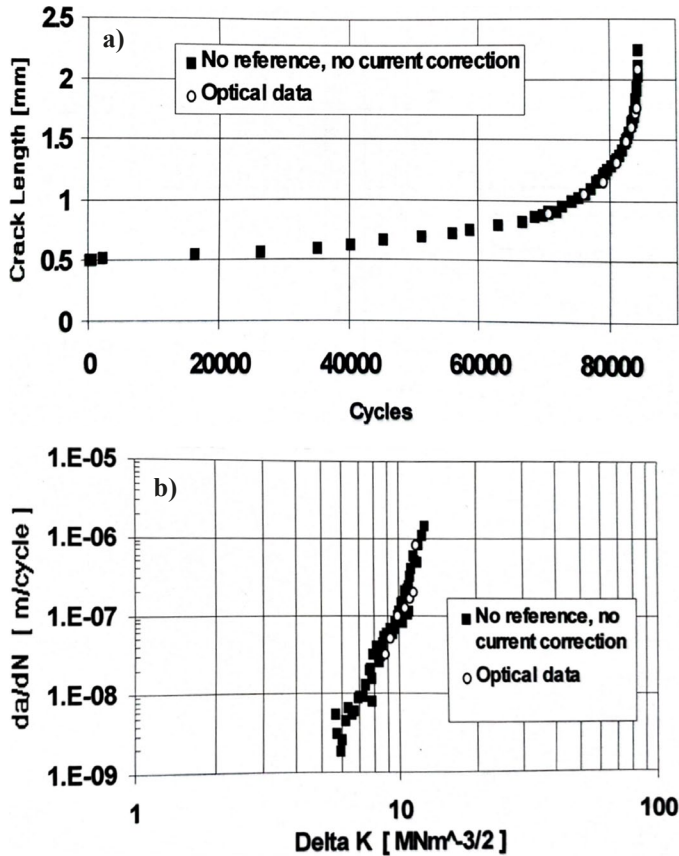 a)
2.5
2
1.5
1
0.5
0
Crack Length [mm]
No reference, no current correction
Optical data
0 20000 40000 60000 80000
Cycles
b)
1.E-05
1.E-06
1.E-07
1.E-08
1.E-09
da/dN [ m/cycle ]
No reference, no
current correction
Optical data
1 10 100
Delta K [ MNm^-3/2 ]